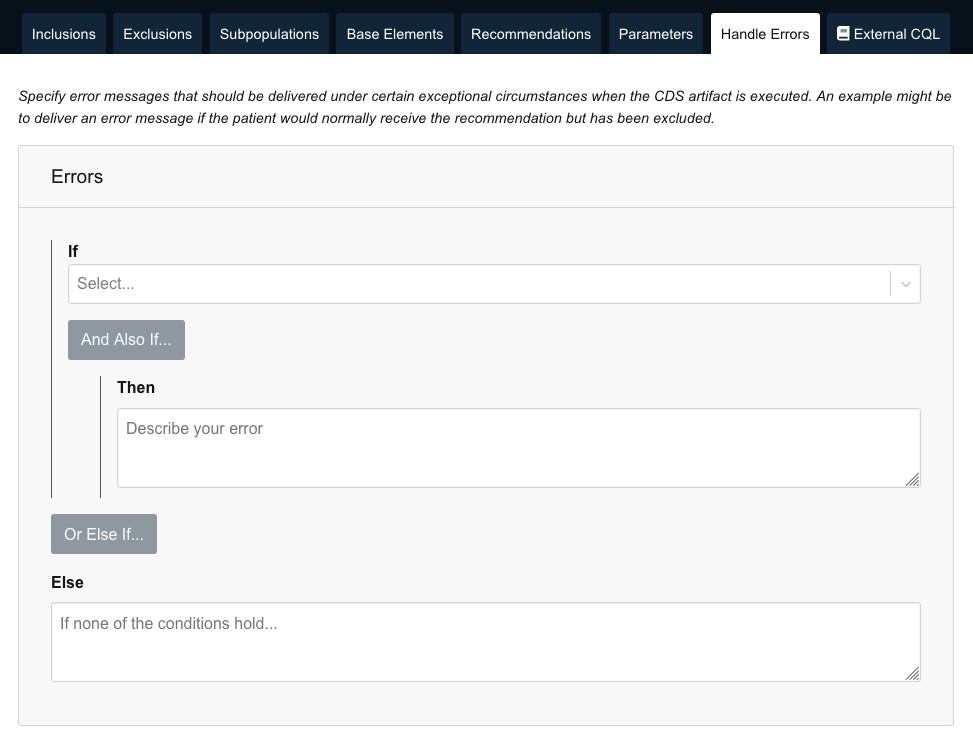 Inclusions
Exclusions
Subpopulations
Base Elements
Recommendations
Parameters
Handle Errors
External CQL
Specify error messages that should be delivered under certain exceptional circumstances when the CDS artifact is executed. An example might be
to deliver an error message if the patient would normally receive the recommendation but has been excluded.
Errors
If
Select...
And Also If...
Then
Describe your error
Or Else If...
Else
If none of the conditions hold...